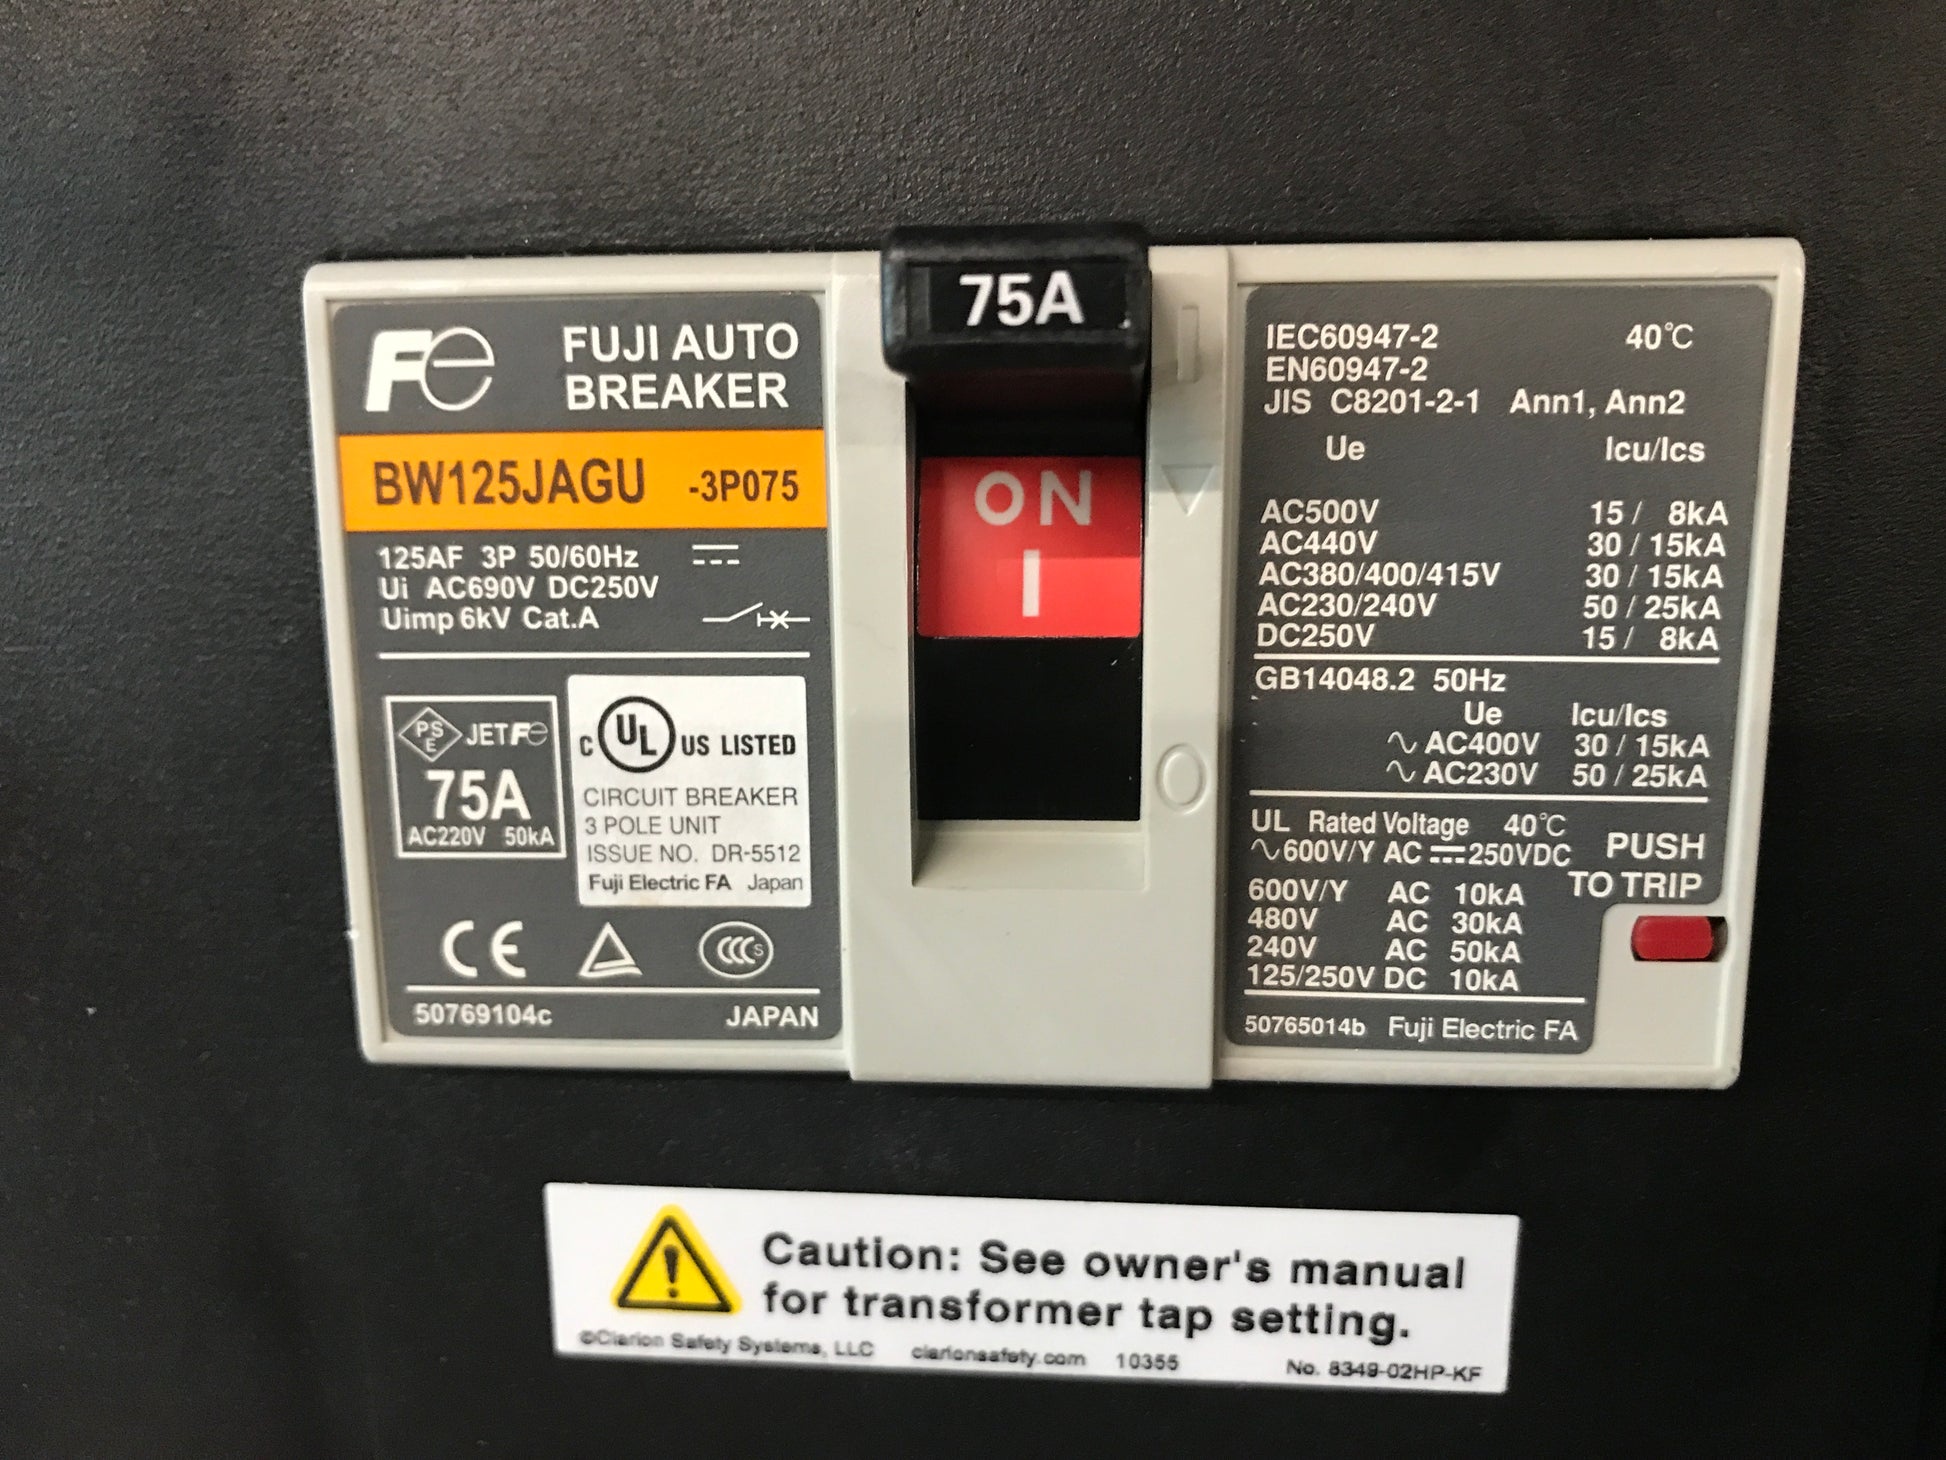 Fe FUJI AUTO
BREAKER
BW125JAGU -3P075
125AF 3P 50/60Hz
Ui AC690V DC250V
Uimp 6kV Cat.A
PSE JET Fe
75A
AC220V 50kA
c UL US LISTED
CIRCUIT BREAKER
3 POLE UNIT
ISSUE NO. DR-5512
Fuji Electric FA Japan
CE CCC S
50769104c JAPAN
75A
ON
I
O
IEC60947-2 40°C
EN60947-2
JIS C8201-2-1 Ann1, Ann2
Ue Icu/Ics
AC500V 15 / 8kA
AC440V 30 / 15kA
AC380/400/415V 30 / 15kA
AC230/240V 50 / 25kA
DC250V 15 / 8kA
GB14048.2 50Hz
Ue Icu/Ics
∿ AC400V 30 / 15kA
∿ AC230V 50 / 25kA
UL Rated Voltage 40°C
∿600V/Y AC ⎓250VDC
600V/Y AC 10kA
480V AC 30kA
240V AC 50kA
125/250V DC 10kA
PUSH
TO TRIP
50765014b Fuji Electric FA
Caution: See owner's manual
for transformer tap setting.
©Clarion Safety Systems, LLC clarionsafety.com 10355 No. 8349-02HP-KF